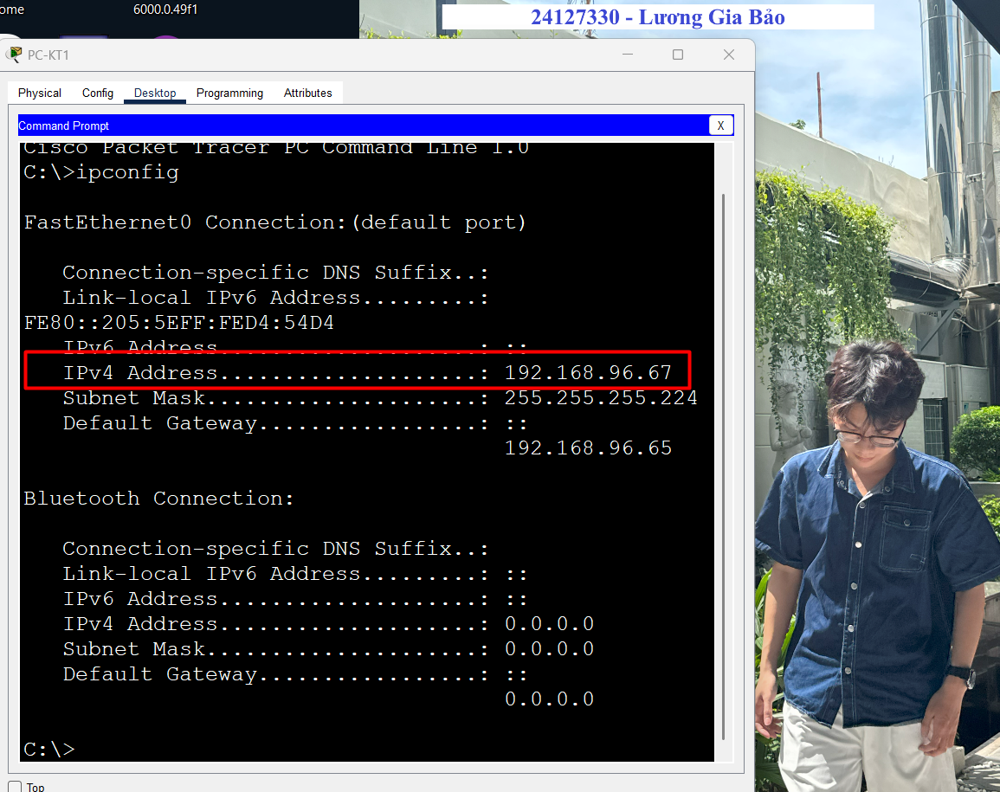 ome
6000.0.49f1
24127330 - Lương Gia Bảo
PC-KT1
Physical Config Desktop Programming Attributes
Command Prompt
X
Cisco Packet Tracer PC Command Line 1.0
C:\>ipconfig
FastEthernet0 Connection:(default port)
Connection-specific DNS Suffix..:
Link-local IPv6 Address.........:
FE80::205:5EFF:FED4:54D4
IPv6 Address....................: ::
IPv4 Address....................: 192.168.96.67
Subnet Mask.....................: 255.255.255.224
Default Gateway.................: ::
192.168.96.65
Bluetooth Connection:
Connection-specific DNS Suffix..:
Link-local IPv6 Address.........: ::
IPv6 Address....................: ::
IPv4 Address....................: 0.0.0.0
Subnet Mask.....................: 0.0.0.0
Default Gateway.................: ::
0.0.0.0
C:\>
Top